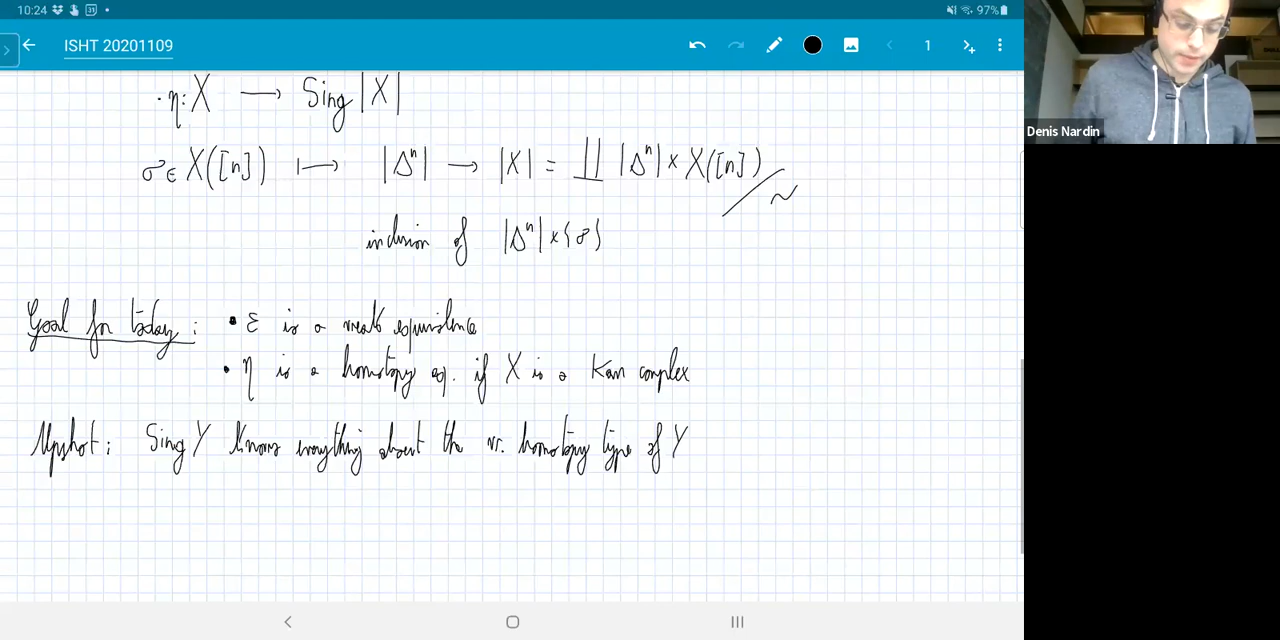 10:24 31 97%
ISHT 20201109 1
· η: X → Sing |X|
σ ∈ X([n]) ↦ |Δⁿ| → |X| = ∐ |Δⁿ| × X([n]) / ~
inclusion of |Δⁿ| × {σ}
Denis Nardin
Goal for today: • ε is a weak equivalence
• η is a homotopy eq. if X is a Kan complex
Upshot: Sing Y knows everything about the w. homotopy type of Y